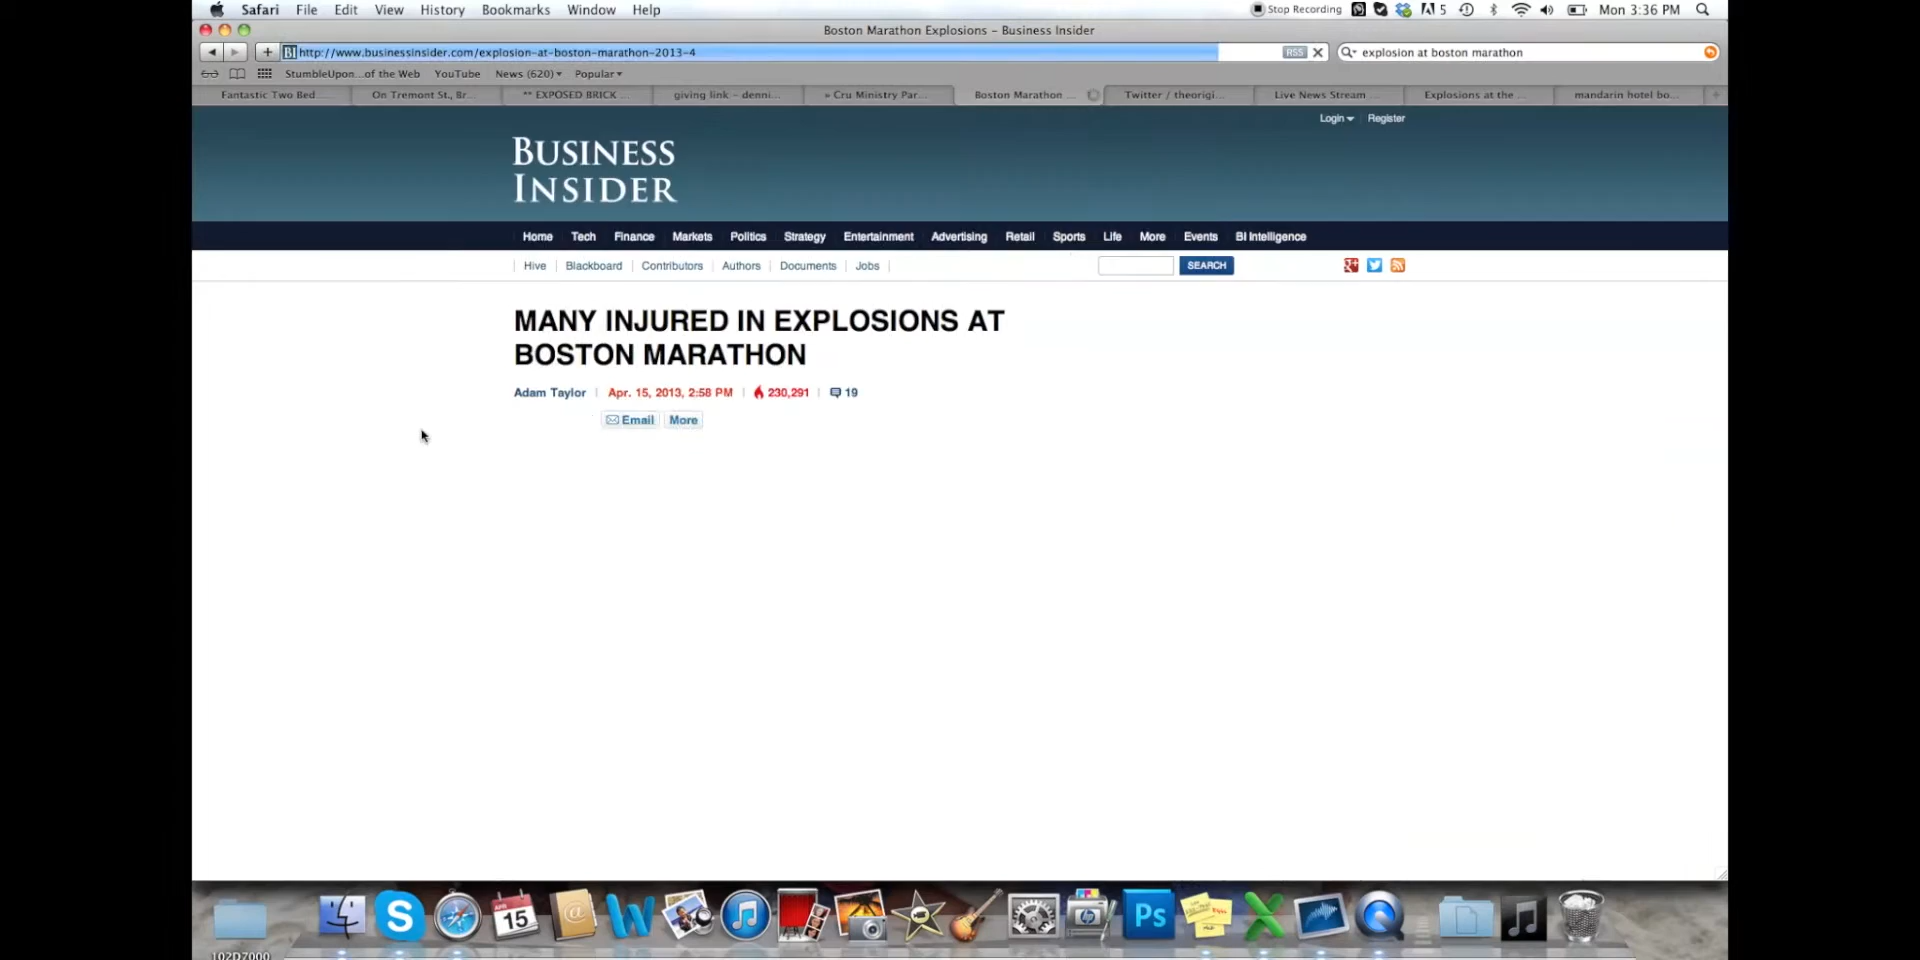 Safari File Edit View History Bookmarks Window Help Stop Recording 5 Mon 3:36 PM
Boston Marathon Explosions – Business Insider
BI http://www.businessinsider.com/explosion-at-boston-marathon-2013-4 RSS explosion at boston marathon
StumbleUpon...of the Web YouTube News (620) Popular
Fantastic Two Bed... On Tremont St., Br... ** EXPOSED BRICK ... giving link – denni... » Cru Ministry Par... Boston Marathon ... Twitter / theorigi... Live News Stream ... Explosions at the ... mandarin hotel bo...
Login Register
BUSINESS
INSIDER
Home Tech Finance Markets Politics Strategy Entertainment Advertising Retail Sports Life More Events BI Intelligence
Hive Blackboard Contributors Authors Documents Jobs SEARCH
MANY INJURED IN EXPLOSIONS AT
BOSTON MARATHON
Adam Taylor Apr. 15, 2013, 2:58 PM 230,291 19
Email More
APR
15
Ps
102D7000